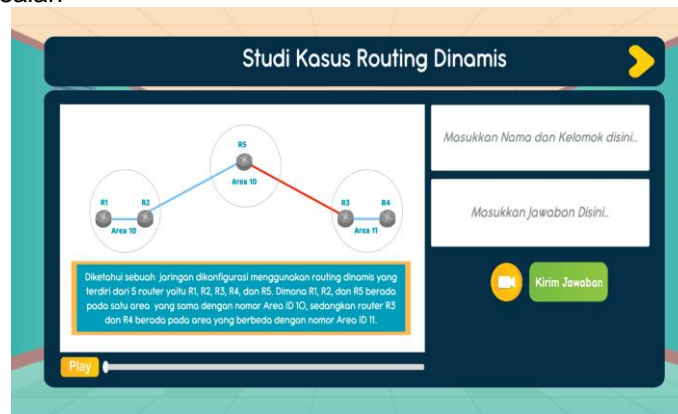 Studi Kasus Routing Dinamis
R5
Area 10
R1 R2
Area 10
R3 R4
Area 11
Diketahui sebuah jaringan dikonfigurasi menggunakan routing dinamis yang
terdiri dari 5 router yaitu R1, R2, R3, R4, dan R5. Dimana R1, R2, dan R5 berada
pada satu area yang sama dengan nomor Area ID 10, sedangkan router R3
dan R4 berada pada area yang berbeda dengan nomor Area ID 11.
Masukkan Nama dan Kelomok disini..
Masukkan Jawaban Disini..
Kirim Jawaban
Play